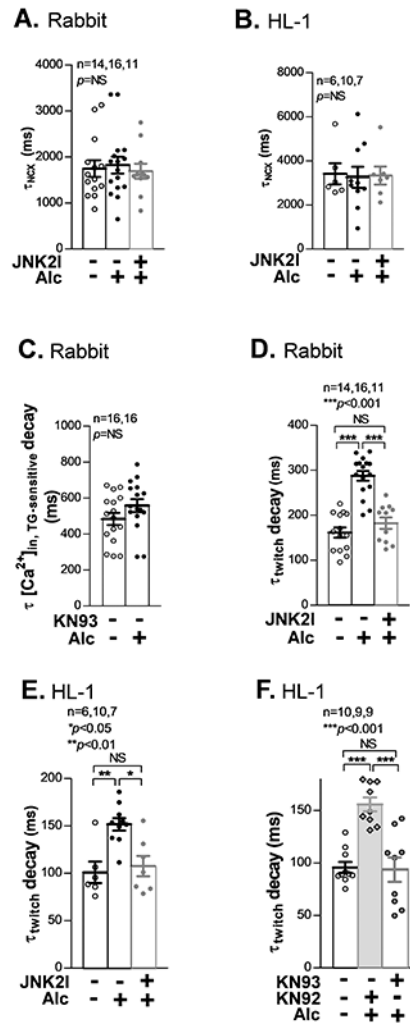 A. Rabbit
n=14,16,11
p=NS
4000
3000
2000
1000
0
τNCX (ms)
JNK2I - - +
Alc - + +
B. HL-1
n=6,10,7
p=NS
8000
6000
4000
2000
0
τNCX (ms)
JNK2I - - +
Alc - + +
C. Rabbit
n=16,16
p=NS
1000
800
600
400
200
0
τ [Ca2+]in, TG-sensitive decay
(ms)
KN93 - -
Alc - +
D. Rabbit
n=14,16,11
***p<0.001
NS
*** ***
400
300
200
100
0
τtwitch decay (ms)
JNK2I - - +
Alc - + +
E. HL-1
n=6,10,7
*p<0.05
**p<0.01
NS
** *
200
150
100
50
0
τtwitch decay (ms)
JNK2I - - +
Alc - + +
F. HL-1
n=10,9,9
***p<0.001
NS
*** ***
150
100
50
0
τtwitch decay (ms)
KN93 - - +
KN92 - + -
Alc - + +